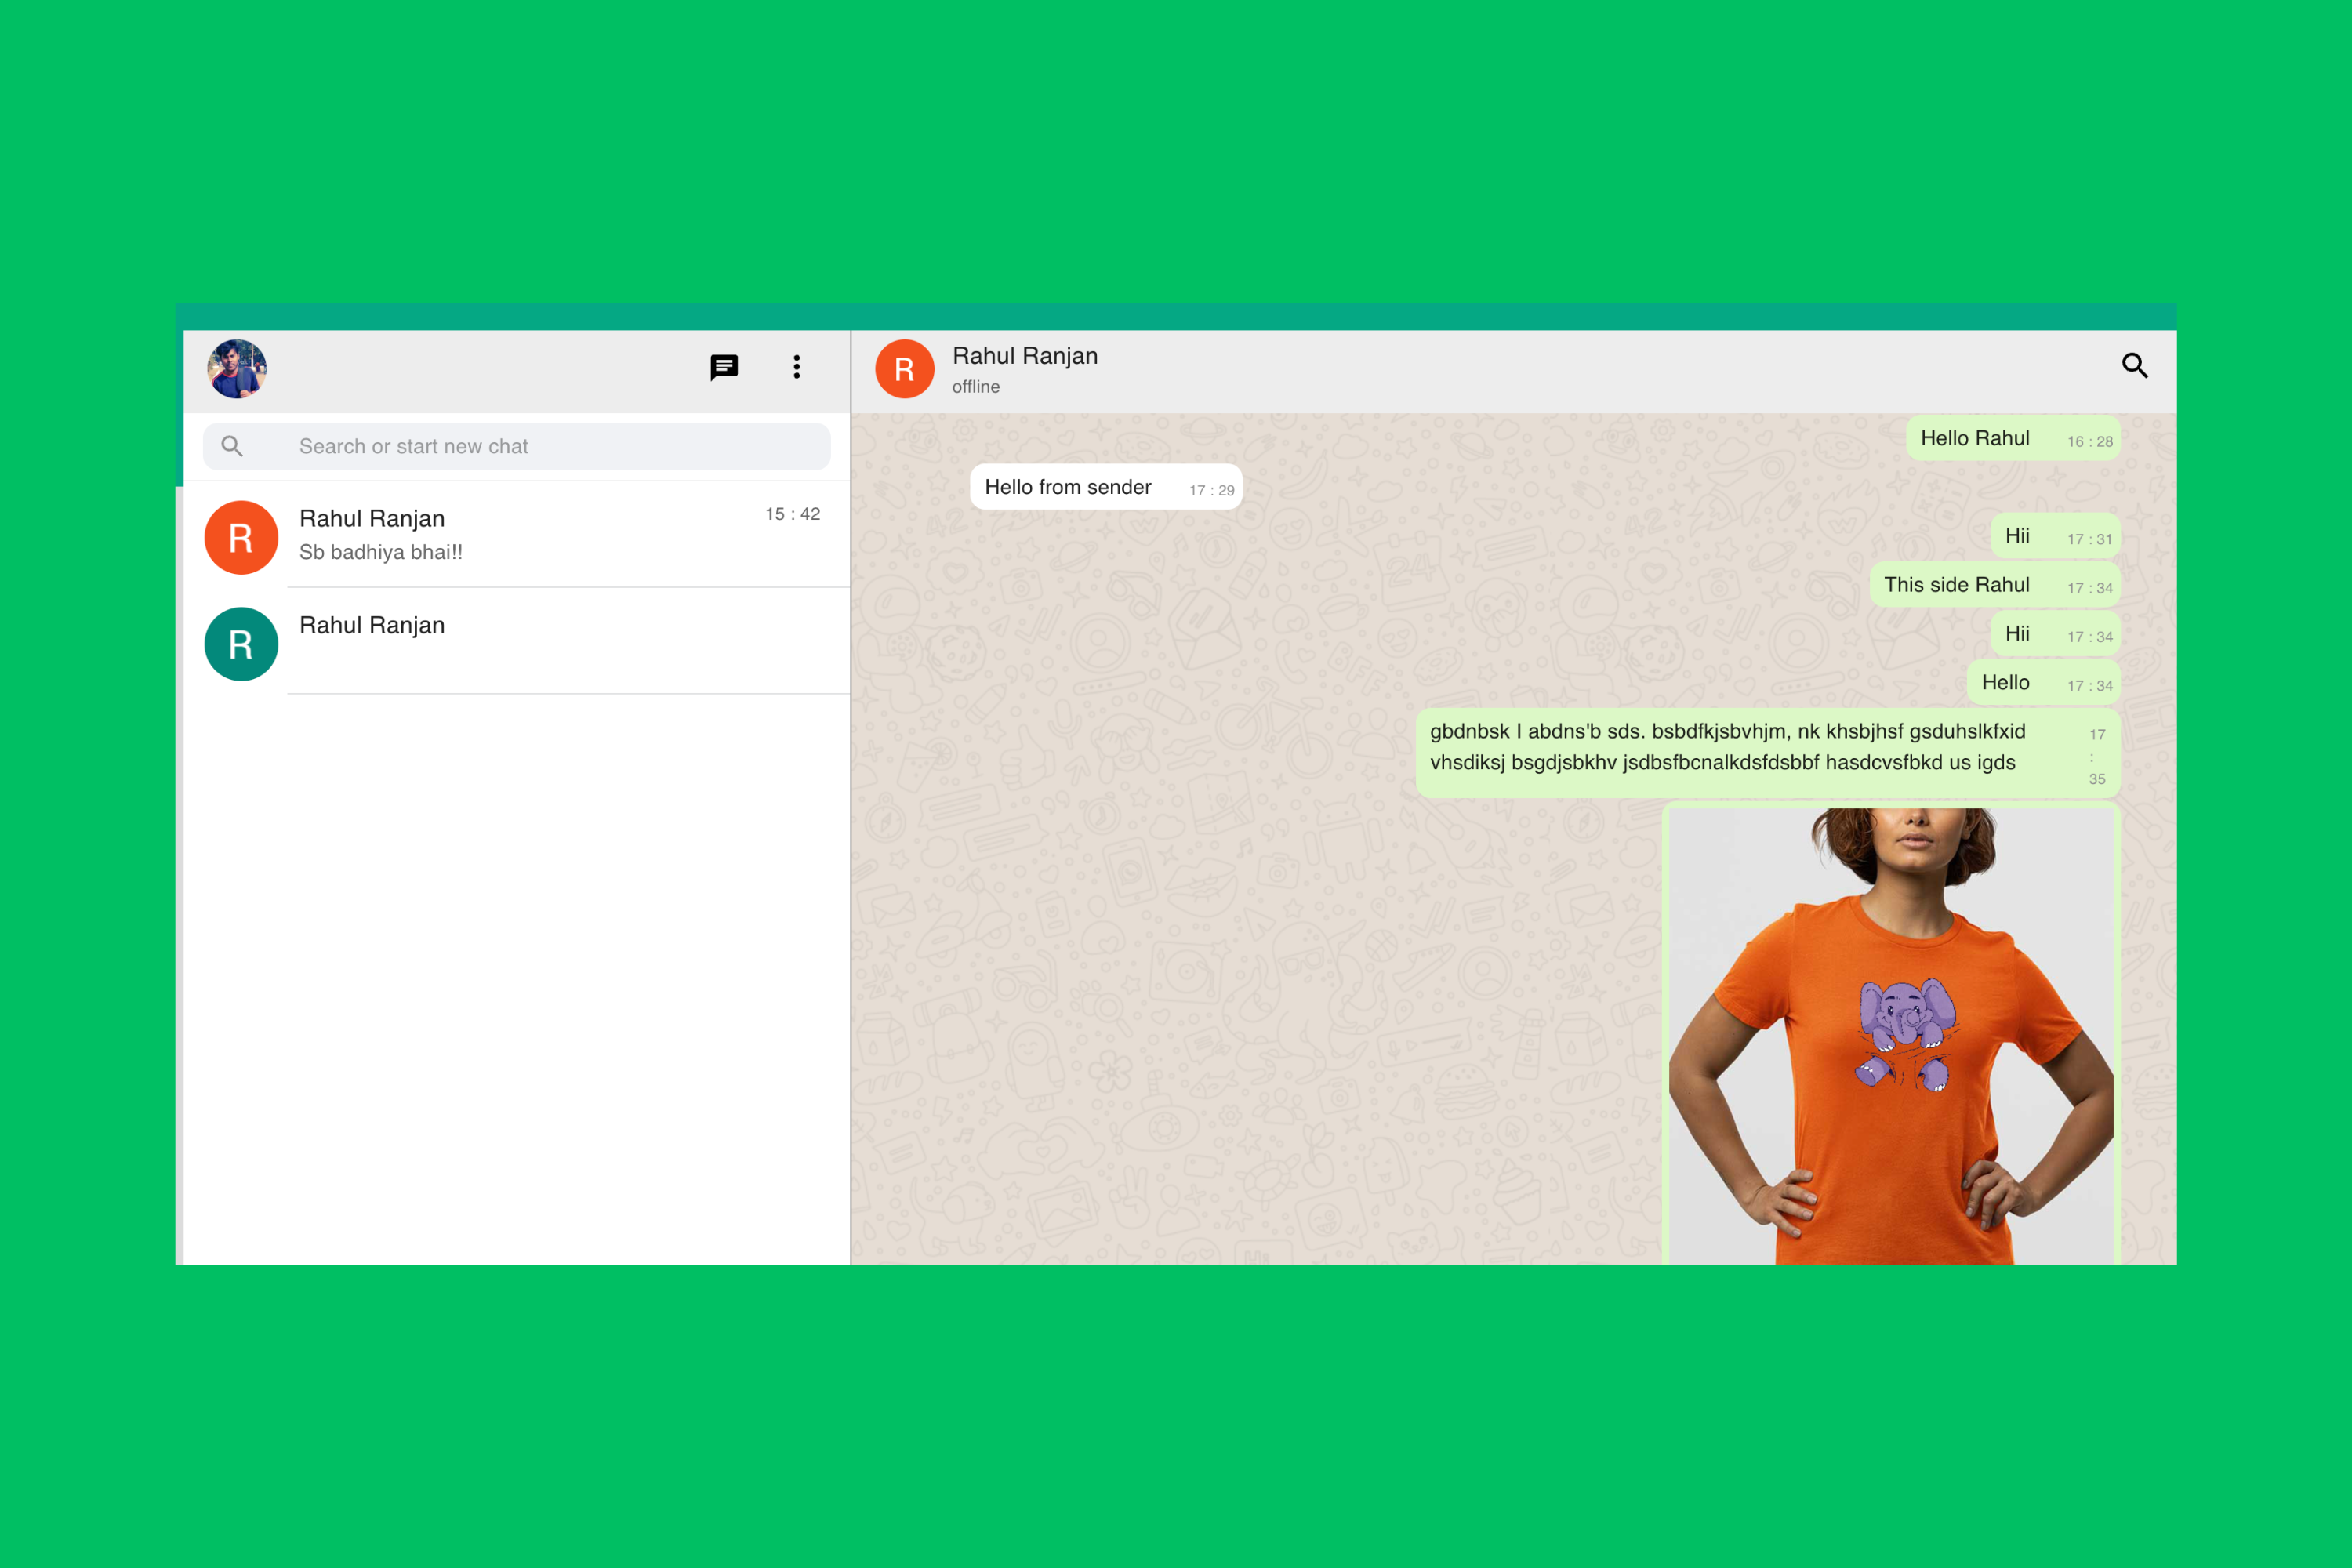 R
Rahul Ranjan
offline
Search or start new chat
R
Rahul Ranjan
15 : 42
Sb badhiya bhai!!
R
Rahul Ranjan
Hello Rahul 16 : 28
Hello from sender 17 : 29
Hii 17 : 31
This side Rahul 17 : 34
Hii 17 : 34
Hello 17 : 34
gbdnbsk l abdns'b sds. bsbdfkjsbvhjm, nk khsbjhsf gsduhslkfxid
vhsdiksj bsgdjsbkhv jsdbsfbcnalkdsfdsbbf hasdcvsfbkd us igds
17
:
35